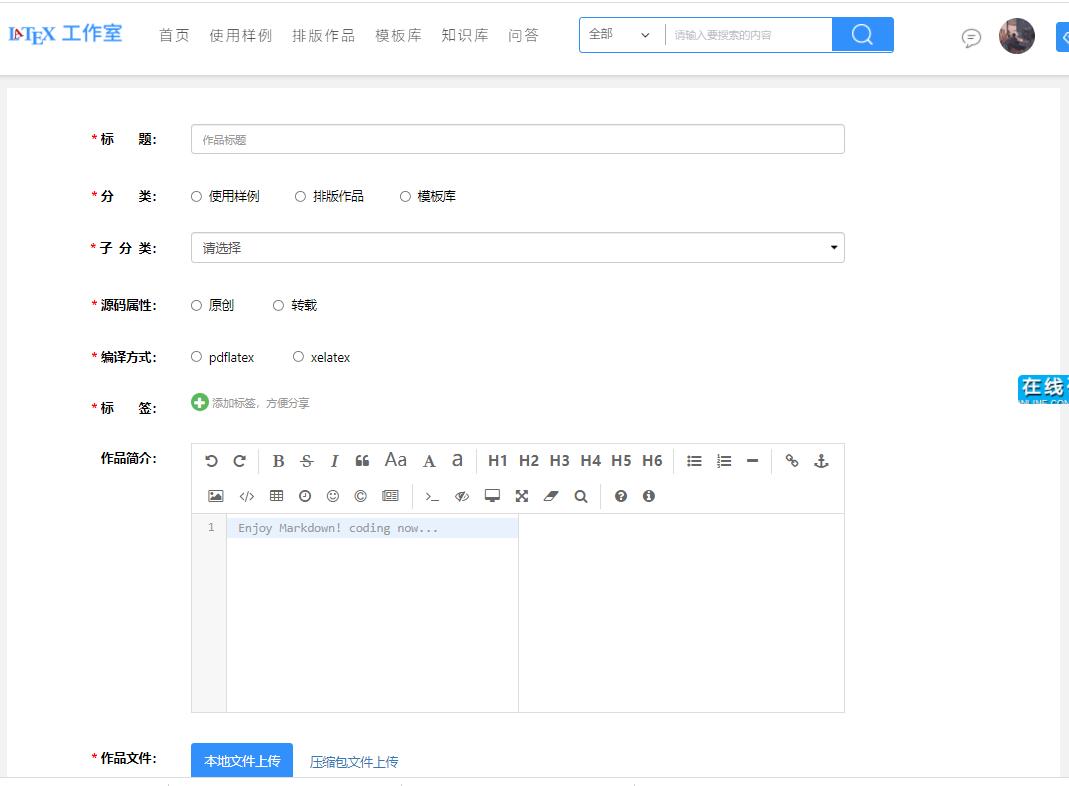 LATEX 工作室 首页 使用样例 排版作品 模板库 知识库 问答 全部 请输入要搜索的内容
* 标 题： 作品标题
* 分 类： 使用样例 排版作品 模板库
* 子 分 类： 请选择
* 源码属性： 原创 转载
* 编译方式： pdflatex xelatex
* 标 签： 添加标签，方便分享
作品简介： B S I Aa A a H1 H2 H3 H4 H5 H6
1 Enjoy Markdown! coding now...
在线
* 作品文件： 本地文件上传 压缩包文件上传